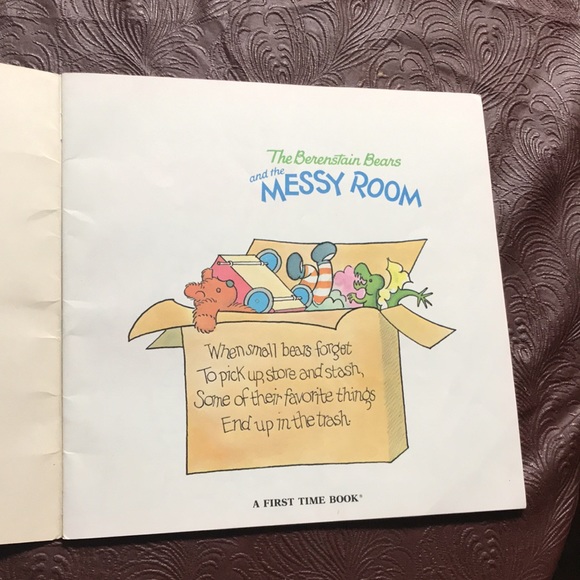 The Berenstain Bears
and the
MESSY ROOM
When small bears forget
To pick up, store and stash,
Some of their favorite things
End up in the trash.
A FIRST TIME BOOK®